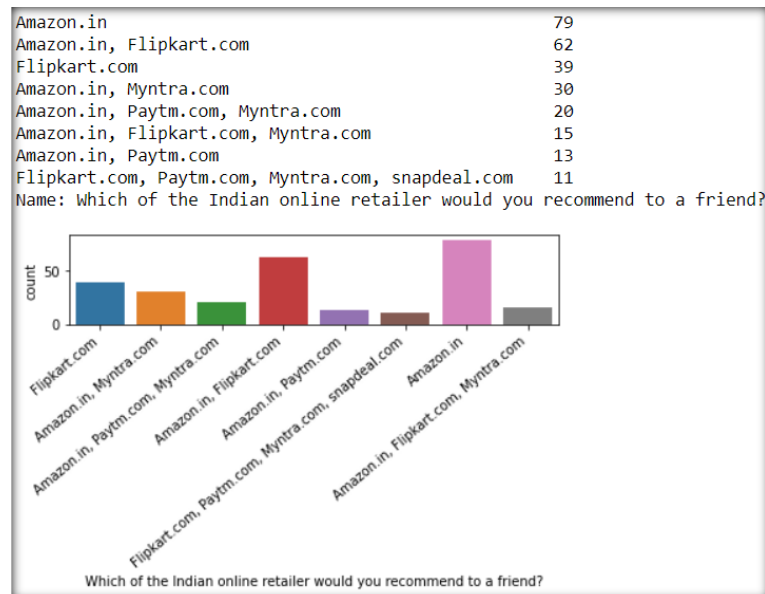 Amazon.in 79
Amazon.in, Flipkart.com 62
Flipkart.com 39
Amazon.in, Myntra.com 30
Amazon.in, Paytm.com, Myntra.com 20
Amazon.in, Flipkart.com, Myntra.com 15
Amazon.in, Paytm.com 13
Flipkart.com, Paytm.com, Myntra.com, snapdeal.com 11
Name: Which of the Indian online retailer would you recommend to a friend?
count
50
0
Flipkart.com
Amazon.in, Myntra.com
Amazon.in, Paytm.com, Myntra.com
Amazon.in, Flipkart.com
Amazon.in, Paytm.com
Flipkart.com, Paytm.com, Myntra.com, snapdeal.com
Amazon.in
Amazon.in, Flipkart.com, Myntra.com
Which of the Indian online retailer would you recommend to a friend?